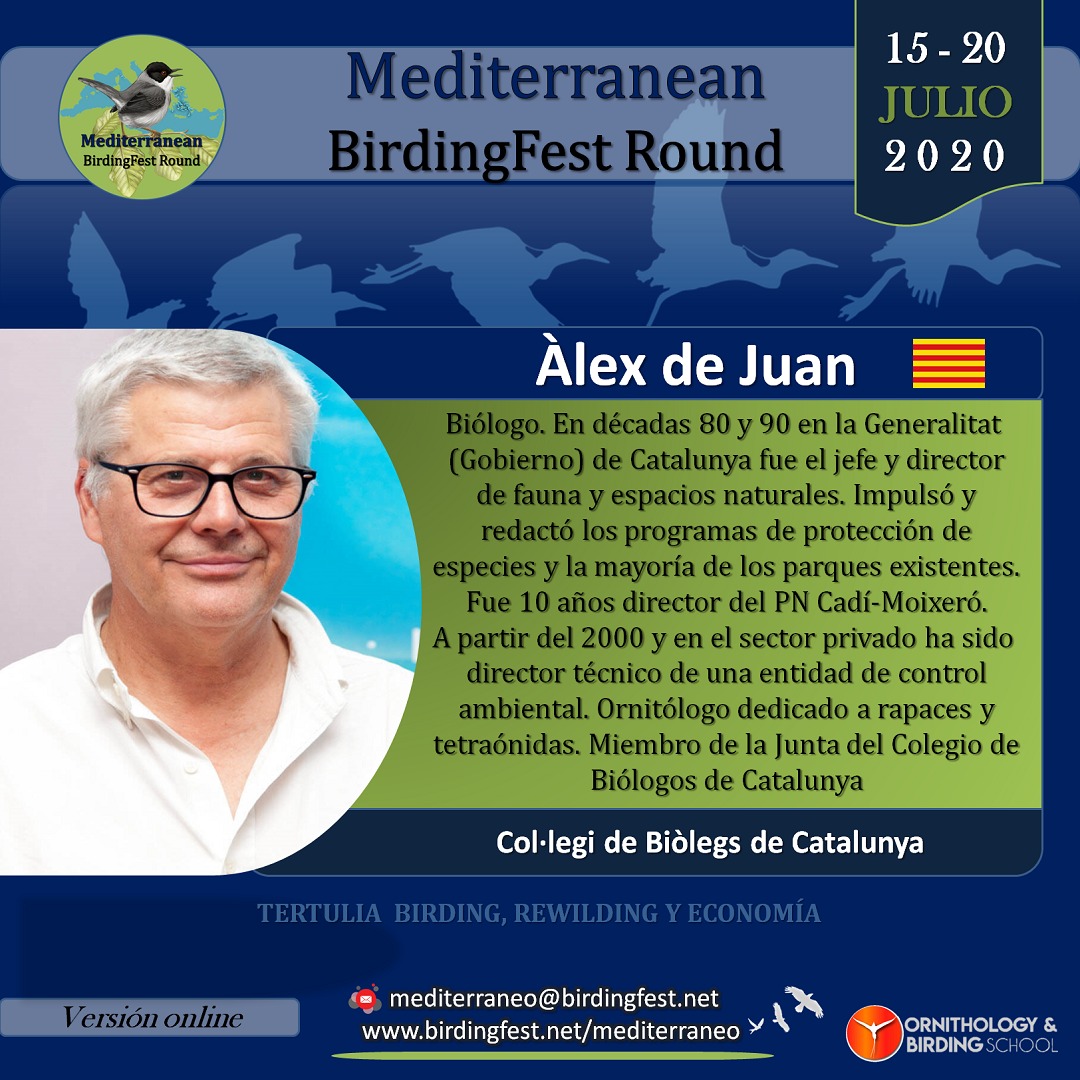 Mediterranean
BirdingFest Round
Mediterranean
BirdingFest Round
15 - 20
JULIO
2020
Àlex de Juan
Biólogo. En décadas 80 y 90 en la Generalitat
(Gobierno) de Catalunya fue el jefe y director
de fauna y espacios naturales. Impulsó y
redactó los programas de protección de
especies y la mayoría de los parques existentes.
Fue 10 años director del PN Cadí-Moixeró.
A partir del 2000 y en el sector privado ha sido
director técnico de una entidad de control
ambiental. Ornitólogo dedicado a rapaces y
tetraónidas. Miembro de la Junta del Colegio de
Biólogos de Catalunya
Col·legi de Biòlegs de Catalunya
TERTULIA BIRDING, REWILDING Y ECONOMÍA
Versión online
mediterraneo@birdingfest.net
www.birdingfest.net/mediterraneo
ORNITHOLOGY &
BIRDING SCHOOL